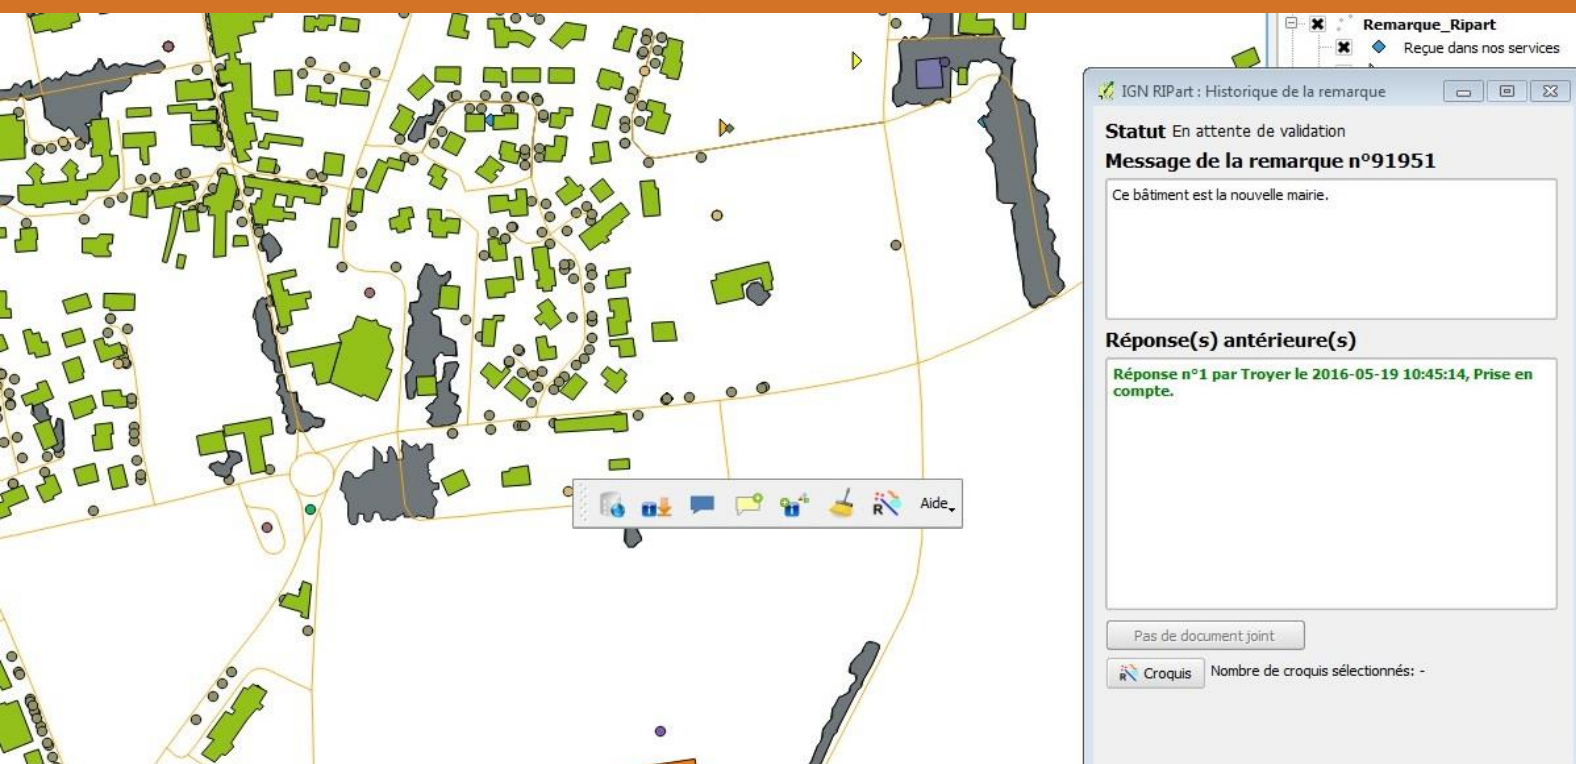 Remarque_Ripart
Reçue dans nos services
IGN RIPart : Historique de la remarque
Statut En attente de validation
Message de la remarque n°91951
Ce bâtiment est la nouvelle mairie.
Réponse(s) antérieure(s)
Réponse n°1 par Troyer le 2016-05-19 10:45:14, Prise en
compte.
Pas de document joint
R Croquis Nombre de croquis sélectionnés: -
R Aide